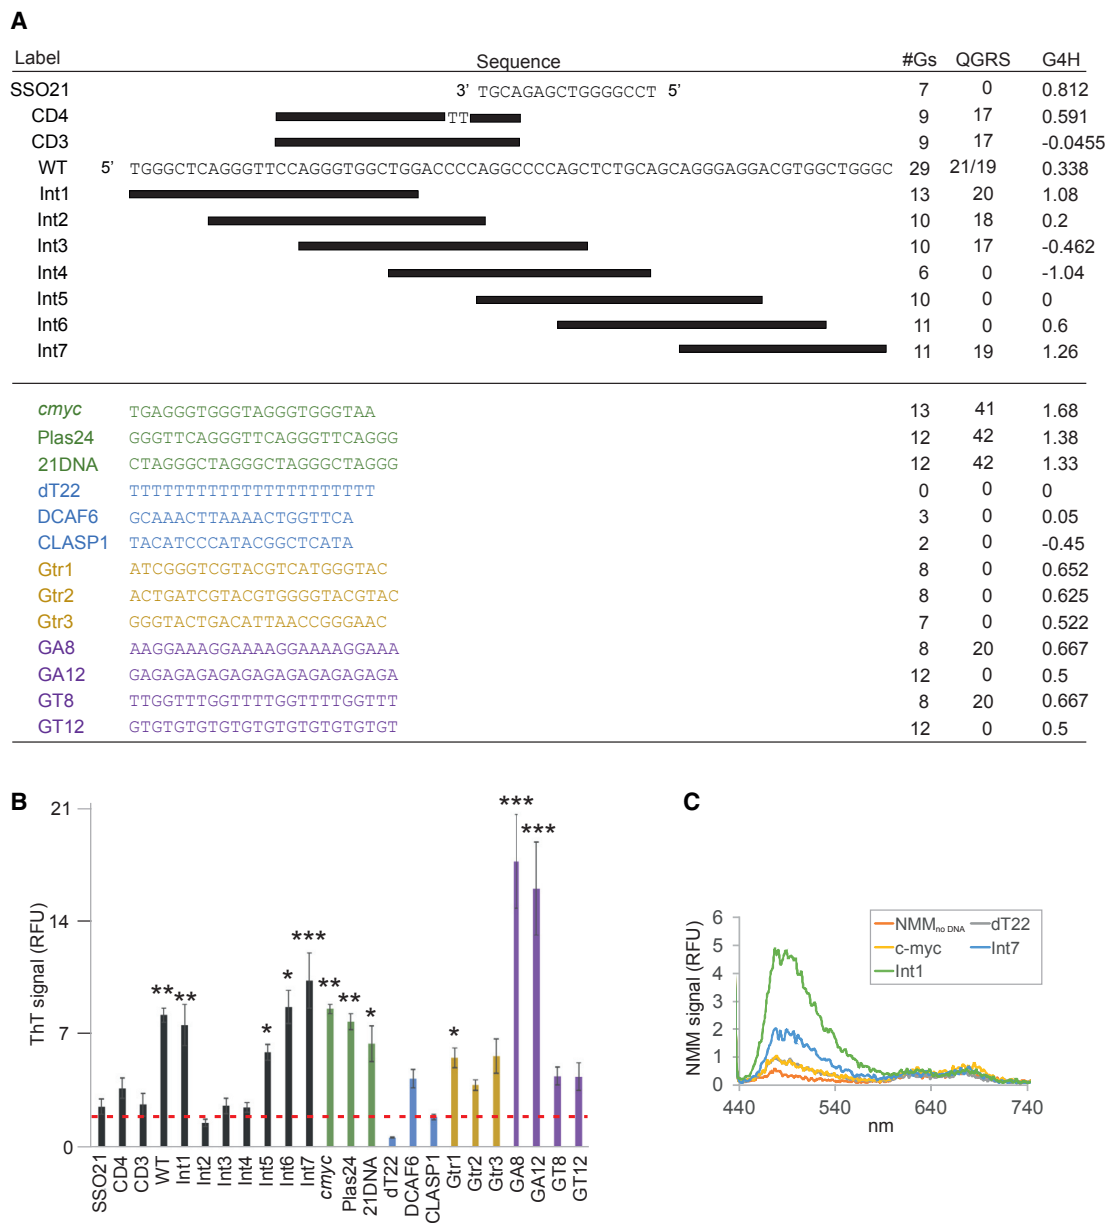 A
Label Sequence #Gs QGRS G4H
SSO21 3' TGCAGAGCTGGGGCCT 5' 7 0 0.812
CD4 TT 9 17 0.591
CD3 9 17 -0.0455
WT 5' TGGGCTCAGGGTTCCAGGGTGGCTGGACCCCAGGCCCCAGCTCTGCAGCAGGGAGGACGTGGCTGGGC 29 21/19 0.338
Int1 13 20 1.08
Int2 10 18 0.2
Int3 10 17 -0.462
Int4 6 0 -1.04
Int5 10 0 0
Int6 11 0 0.6
Int7 11 19 1.26
cmyc TGAGGGTGGGTAGGGTGGGTAA 13 41 1.68
Plas24 GGGTTCAGGGTTCAGGGTTCAGGG 12 42 1.38
21DNA CTAGGGCTAGGGCTAGGGCTAGGG 12 42 1.33
dT22 TTTTTTTTTTTTTTTTTTTTTT 0 0 0
DCAF6 GCAAACTTAAAACTGGTTCA 3 0 0.05
CLASP1 TACATCCCATACGGCTCATA 2 0 -0.45
Gtr1 ATCGGGTCGTACGTCATGGGTAC 8 0 0.652
Gtr2 ACTGATCGTACGTGGGGTACGTAC 8 0 0.625
Gtr3 GGGTACTGACATTAACCGGGAAC 7 0 0.522
GA8 AAGGAAAGGAAAAGGAAAAGGAAA 8 20 0.667
GA12 GAGAGAGAGAGAGAGAGAGAGAGA 12 0 0.5
GT8 TTGGTTTGGTTTTGGTTTTGGTTT 8 20 0.667
GT12 GTGTGTGTGTGTGTGTGTGTGTGT 12 0 0.5
B
ThT signal (RFU)
21
14
7
0
** ** * * *** ** ** * * *** ***
SSO21 CD4 CD3 WT Int1 Int2 Int3 Int4 Int5 Int6 Int7 cmyc Plas24 21DNA dT22 DCAF6 CLASP1 Gtr1 Gtr2 Gtr3 GA8 GA12 GT8 GT12
C
NMM signal (RFU)
6
5
4
3
2
1
0
NMM no DNA dT22
c-myc Int7
Int1
440 540 640 740
nm